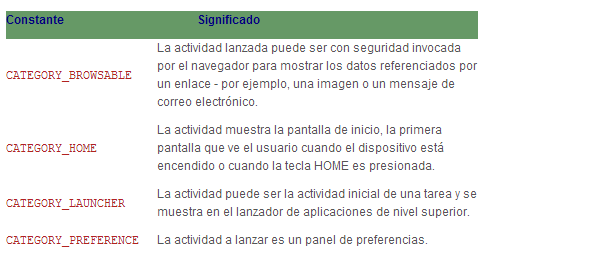 Constante Significado
La actividad lanzada puede ser con seguridad invocada
por el navegador para mostrar los datos referenciados por
CATEGORY_BROWSABLE
un enlace - por ejemplo, una imagen o un mensaje de
correo electrónico.
La actividad muestra la pantalla de inicio, la primera
CATEGORY_HOME pantalla que ve el usuario cuando el dispositivo está
encendido o cuando la tecla HOME es presionada.
CATEGORY_LAUNCHER
La actividad puede ser la actividad inicial de una tarea y se
muestra en el lanzador de aplicaciones de nivel superior.
CATEGORY_PREFERENCE La actividad a lanzar es un panel de preferencias.